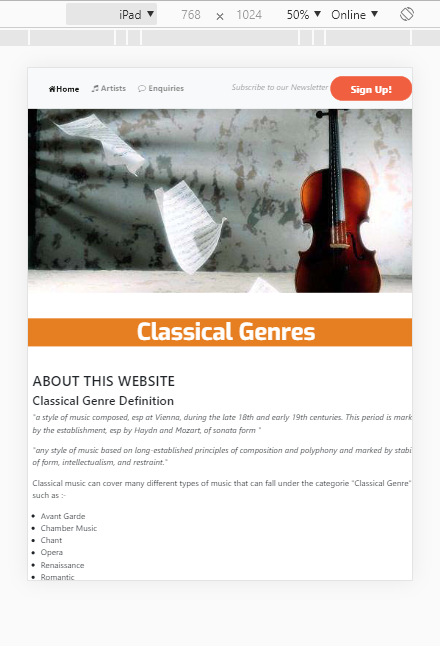 iPad ▼ 768 × 1024 50% ▼ Online ▼
Home Artists Enquiries Subscribe to our Newsletter Sign Up!
Classical Genres
ABOUT THIS WEBSITE
Classical Genre Definition
"a style of music composed, esp at Vienna, during the late 18th and early 19th centuries. This period is mark
by the establishment, esp by Haydn and Mozart, of sonata form "
"any style of music based on long-established principles of composition and polyphony and marked by stabi
of form, intellectualism, and restraint."
Classical music can cover many different types of music that can fall under the categorie "Classical Genre"
such as :-
• Avant Garde
• Chamber Music
• Chant
• Opera
• Renaissance
• Romantic